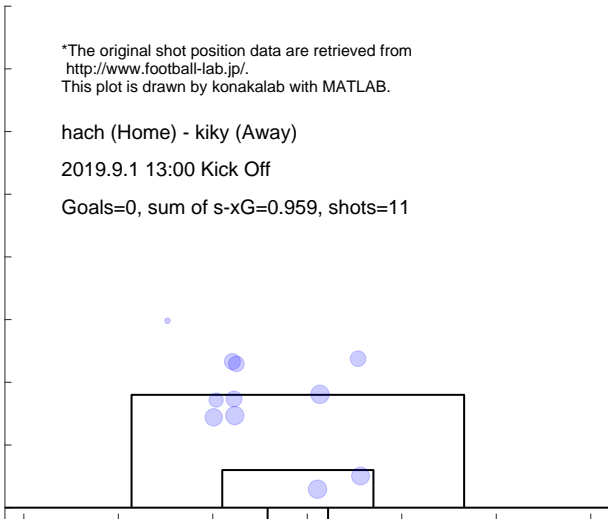 *The original shot position data are retrieved from
http://www.football-lab.jp/.
This plot is drawn by konakalab with MATLAB.
hach (Home) - kiky (Away)
2019.9.1 13:00 Kick Off
Goals=0, sum of s-xG=0.959, shots=11